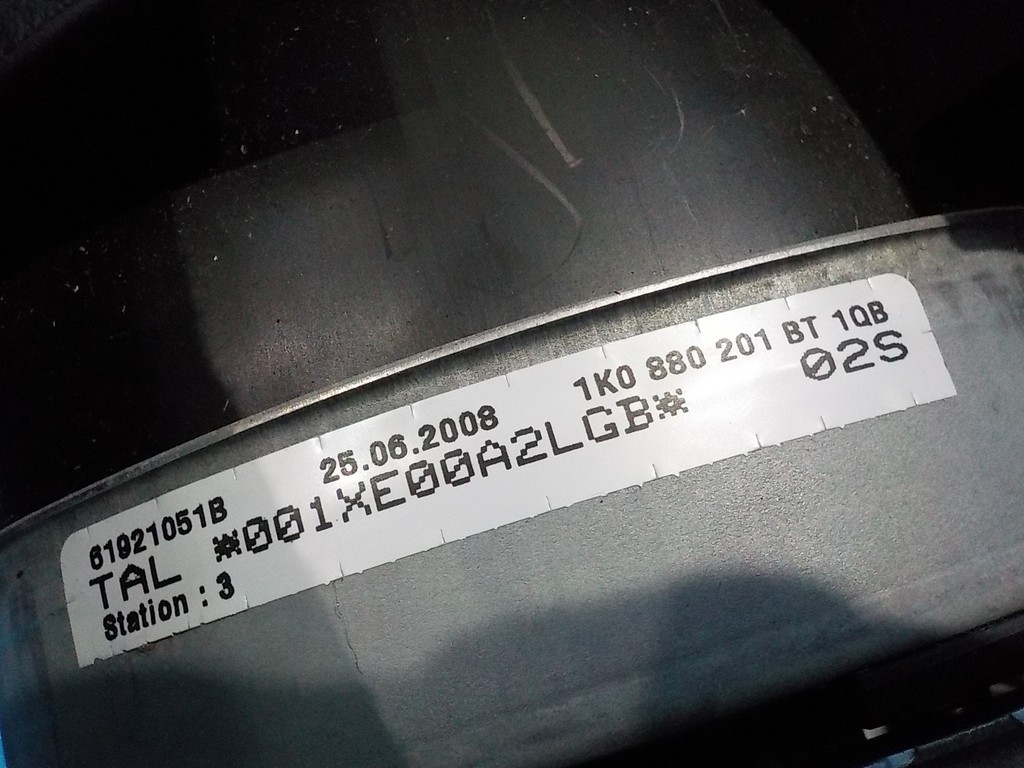 61921051B 25.06.2008 1K0 880 201 BT 1QB
TAL *001XE00A2LGB* 02S
Station : 3